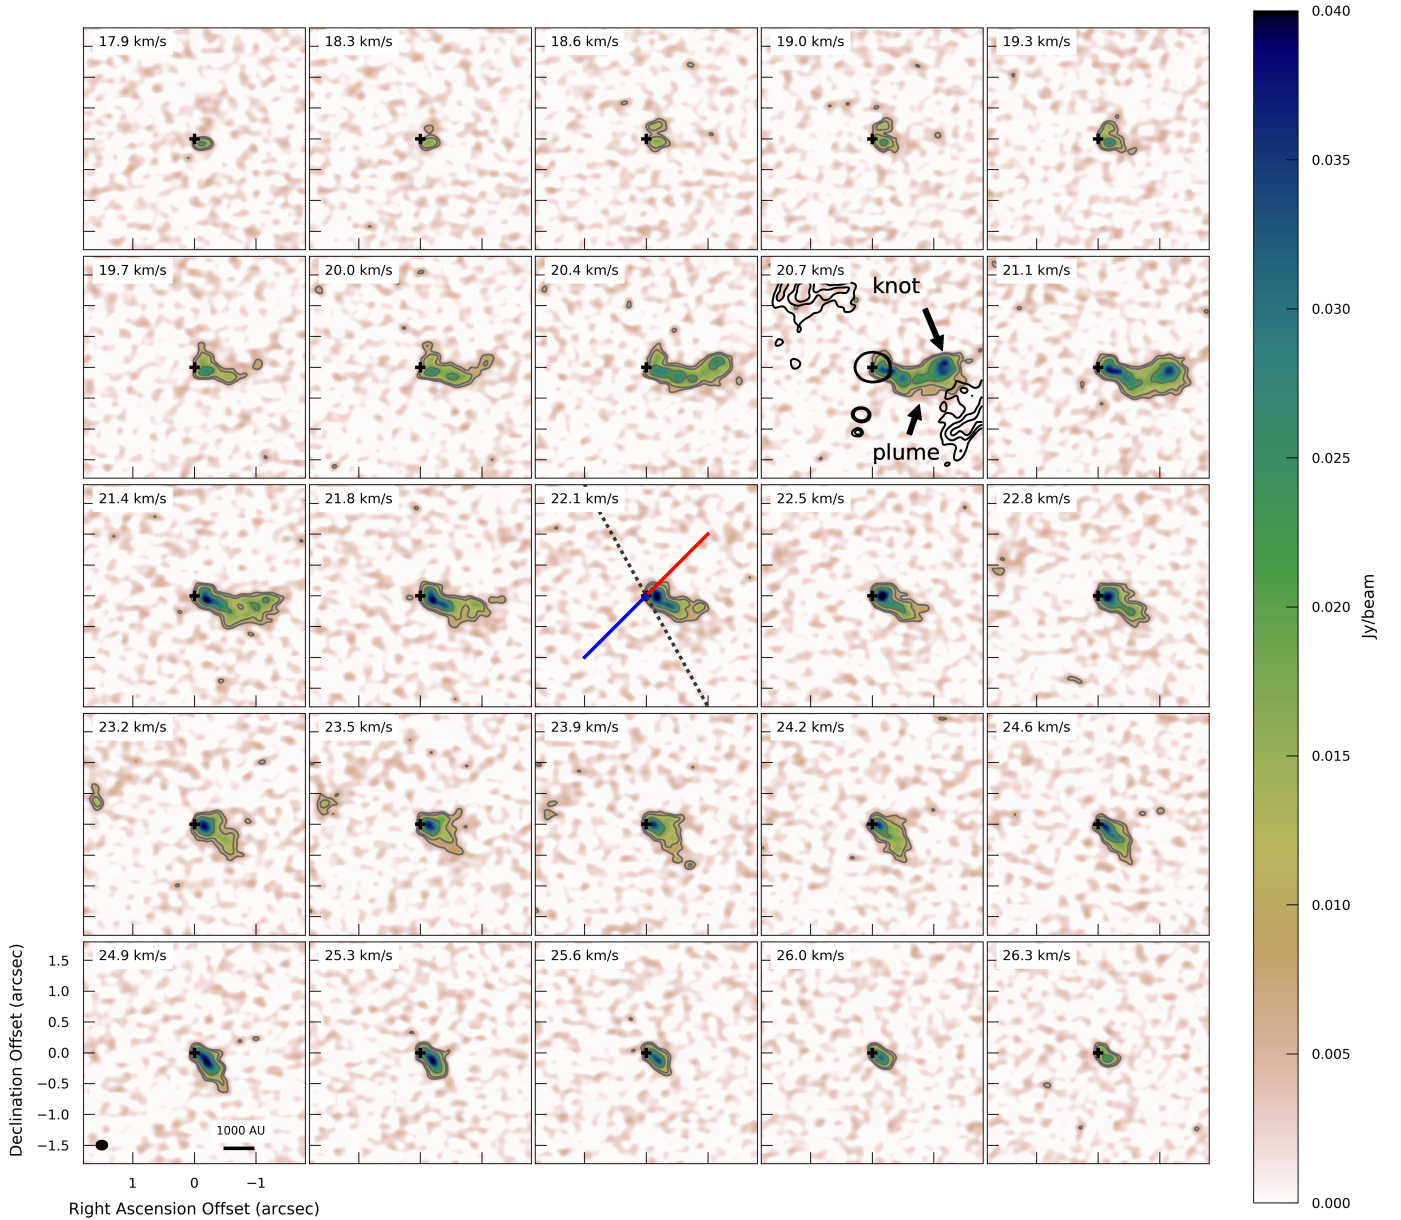 17.9 km/s
18.3 km/s
18.6 km/s
19.0 km/s
19.3 km/s
19.7 km/s
20.0 km/s
20.4 km/s
20.7 km/s
21.1 km/s
knot
plume
21.4 km/s
21.8 km/s
22.1 km/s
22.5 km/s
22.8 km/s
23.2 km/s
23.5 km/s
23.9 km/s
24.2 km/s
24.6 km/s
24.9 km/s
25.3 km/s
25.6 km/s
26.0 km/s
26.3 km/s
1000 AU
1.5
1.0
0.5
0.0
−0.5
−1.0
−1.5
Declination Offset (arcsec)
1
0
−1
Right Ascension Offset (arcsec)
0.040
0.035
0.030
0.025
0.020
0.015
0.010
0.005
0.000
Jy/beam